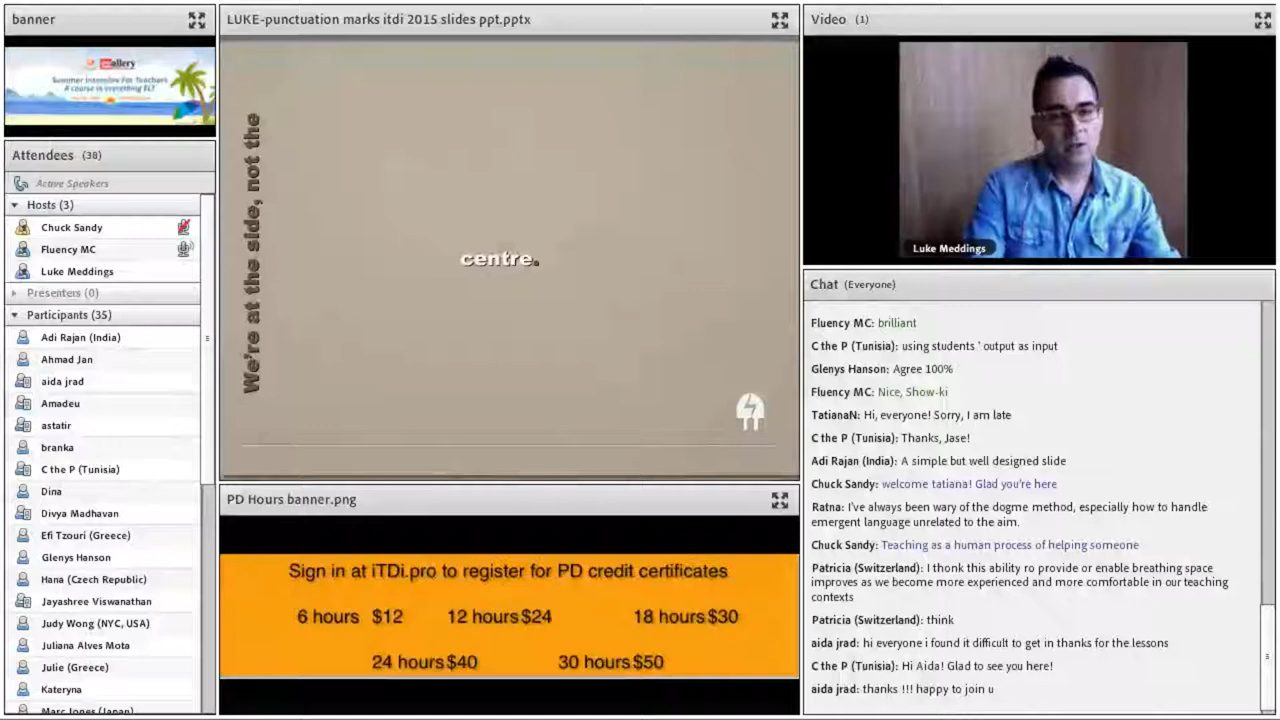 banner
allery
Summer Intensive For Teachers
A course in everything ELT
Attendees (38)
Active Speakers
Hosts (3)
Chuck Sandy
Fluency MC
Luke Meddings
Presenters (0)
Participants (35)
Adi Rajan (India)
Ahmad Jan
aida jrad
Amadeu
astatir
branka
C the P (Tunisia)
Dina
Divya Madhavan
Efi Tzouri (Greece)
Glenys Hanson
Hana (Czech Republic)
Jayashree Viswanathan
Judy Wong (NYC, USA)
Juliana Alves Mota
Julie (Greece)
Kateryna
Marc Jones (Japan)
LUKE-punctuation marks itdi 2015 slides ppt.pptx
We're at the side, not the
centre.
PD Hours banner.png
Sign in at iTDi.pro to register for PD credit certificates
6 hours $12 12 hours $24 18 hours $30
24 hours $40 30 hours $50
Video (1)
Luke Meddings
Chat (Everyone)
Fluency MC: brilliant
C the P (Tunisia): using students ' output as input
Glenys Hanson: Agree 100%
Fluency MC: Nice, Show-ki
TatianaN: Hi, everyone! Sorry, I am late
C the P (Tunisia): Thanks, Jase!
Adi Rajan (India): A simple but well designed slide
Chuck Sandy: welcome tatiana! Glad you're here
Ratna: I've always been wary of the dogme method, especially how to handle
emergent language unrelated to the aim.
Chuck Sandy: Teaching as a human process of helping someone
Patricia (Switzerland): I thonk this ability ro provide or enable breathing space
improves as we become more experienced and more comfortable in our teaching
contexts
Patricia (Switzerland): think
aida jrad: hi everyone i found it difficult to get in thanks for the lessons
C the P (Tunisia): Hi Aida! Glad to see you here!
aida jrad: thanks !!! happy to join u